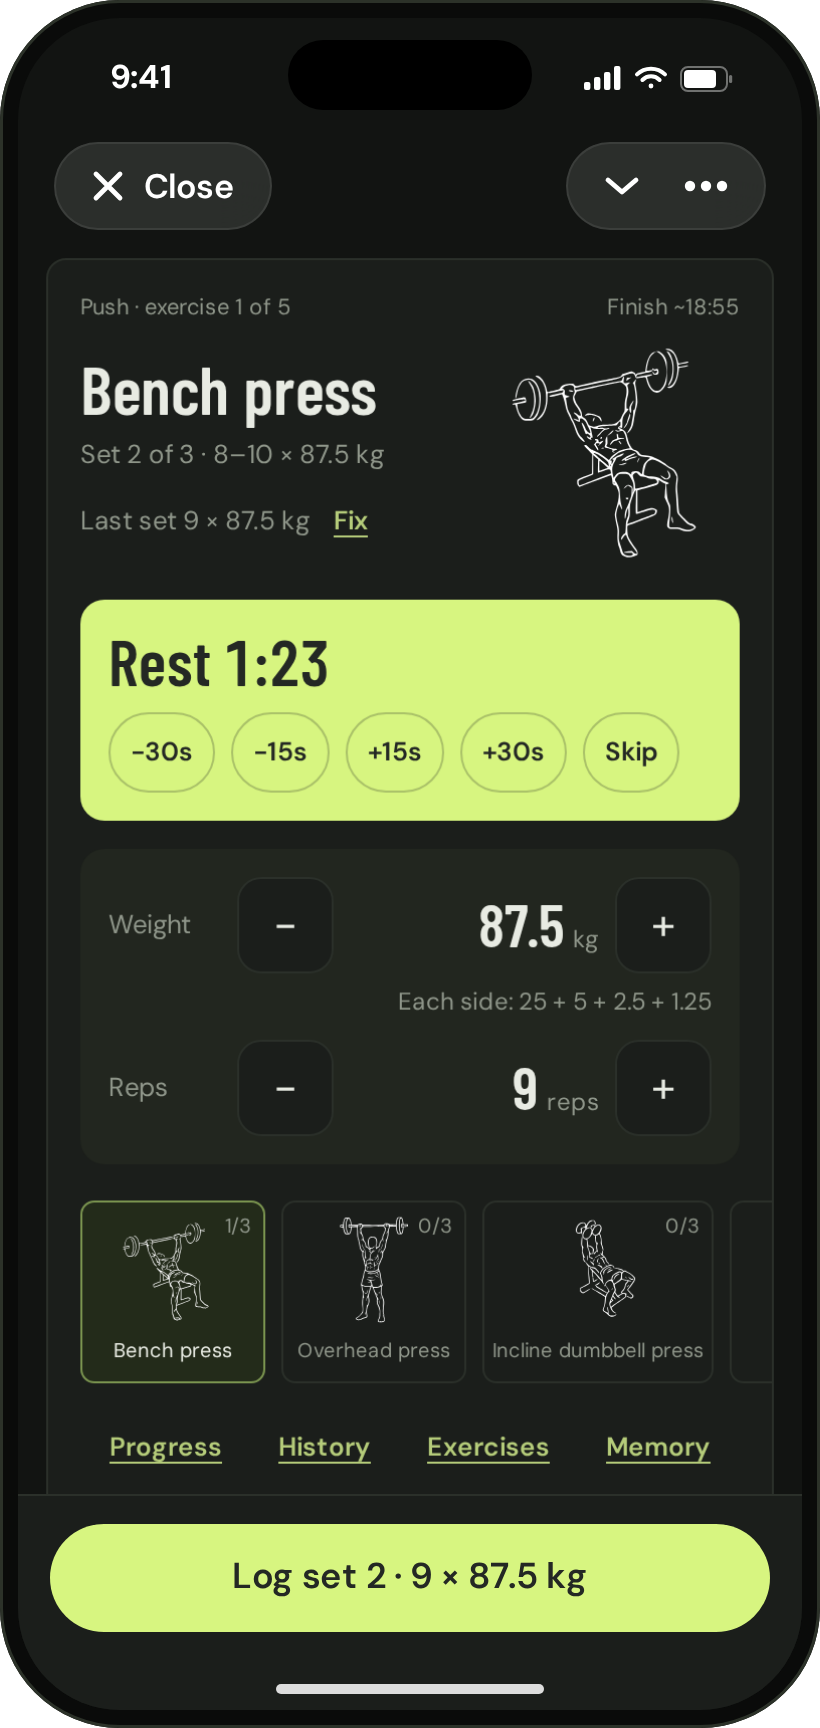 9:41
Close
Push · exercise 1 of 5
Finish ~18:55
Bench press
Set 2 of 3 · 8–10 × 87.5 kg
Last set 9 × 87.5 kg Fix
Rest 1:23
−30s −15s +15s +30s Skip
Weight − 87.5 kg +
Each side: 25 + 5 + 2.5 + 1.25
Reps − 9 reps +
1/3
Bench press
0/3
Overhead press
0/3
Incline dumbbell press
Progress History Exercises Memory
Log set 2 · 9 × 87.5 kg